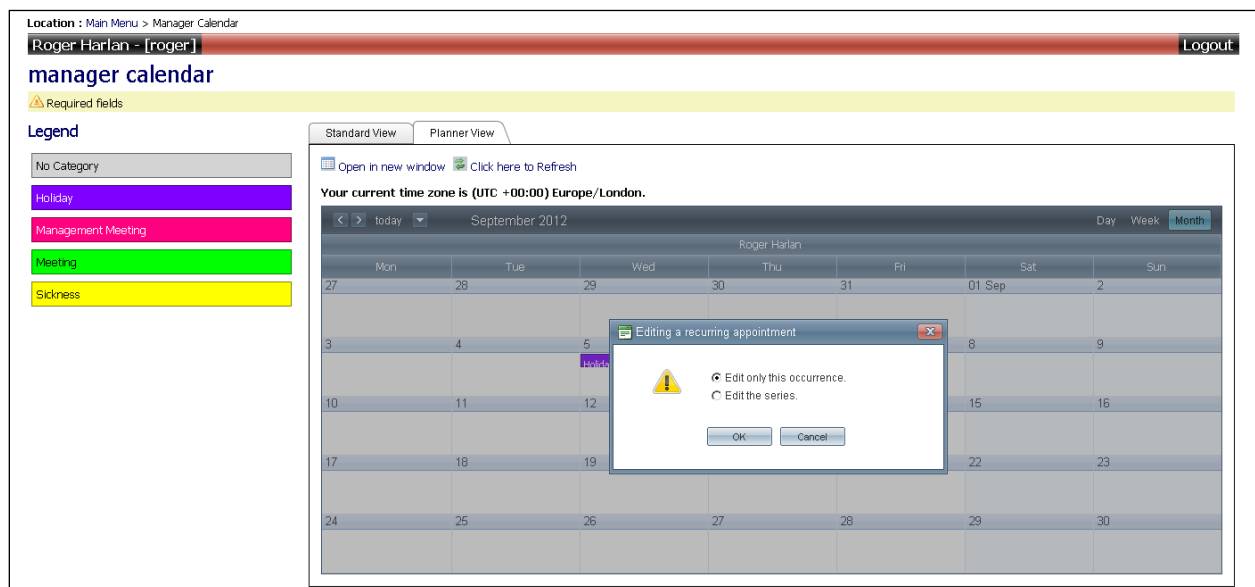 Location : Main Menu > Manager Calendar
Roger Harlan - [roger] Logout
manager calendar
Required fields
Legend
No Category
Holiday
Management Meeting
Meeting
Sickness
Standard View Planner View
Open in new window Click here to Refresh
Your current time zone is (UTC +00:00) Europe/London.
today September 2012 Day Week Month
Roger Harlan
Mon Tue Wed Thu Fri Sat Sun
27 28 29 30 31 01 Sep 2
Editing a recurring appointment
Edit only this occurrence.
Edit the series.
OK Cancel
3 4 5 8 9
10 11 12 15 16
17 18 19 22 23
24 25 26 27 28 29 30